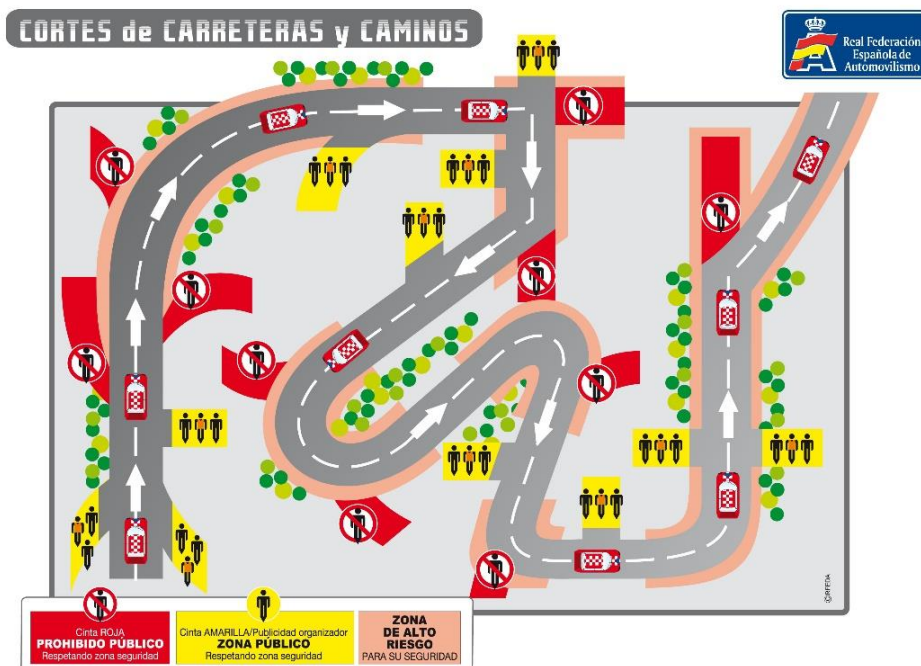 CORTES de CARRETERAS y CAMINOS
Real Federación
Española de
Automovilismo
©RFEDA
Cinta ROJA
PROHIBIDO PÚBLICO
Respetando zona seguridad
Cinta AMARILLA/Publicidad organizador
ZONA PÚBLICO
Respetando zona seguridad
ZONA
DE ALTO
RIESGO
PARA SU SEGURIDAD